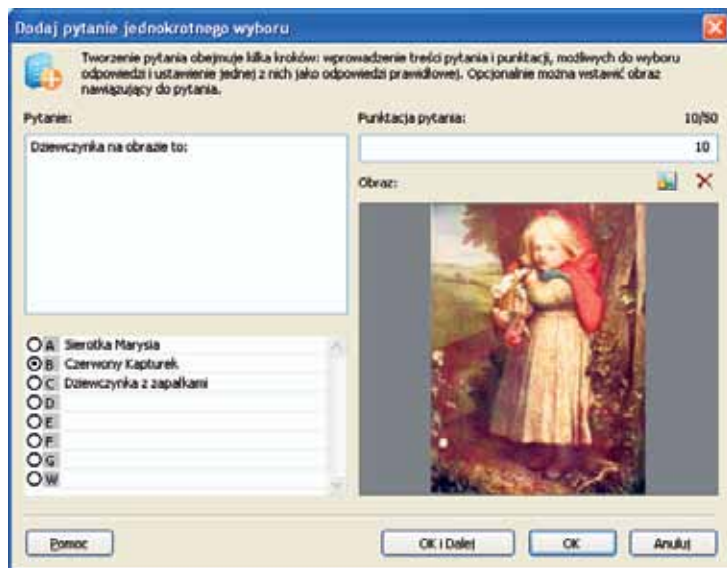 Dodaj pytanie jednokrotnego wyboru
Tworzenie pytania obejmuje kilka kroków: wprowadzenie treści pytania i punktacji, możliwych do wyboru
odpowiedzi i ustawienie jednej z nich jako odpowiedzi prawidłowej. Opcjonalnie można wstawić obraz
nawiązujący do pytania.
Pytanie:
Punktacja pytania: 10/50
Dziewczynka na obrazie to:
10
Obraz:
A Sierotka Marysia
B Czerwony Kapturek
C Dziewczynka z zapałkami
D
E
F
G
W
Pomoc
OK i Dalej
OK
Anuluj